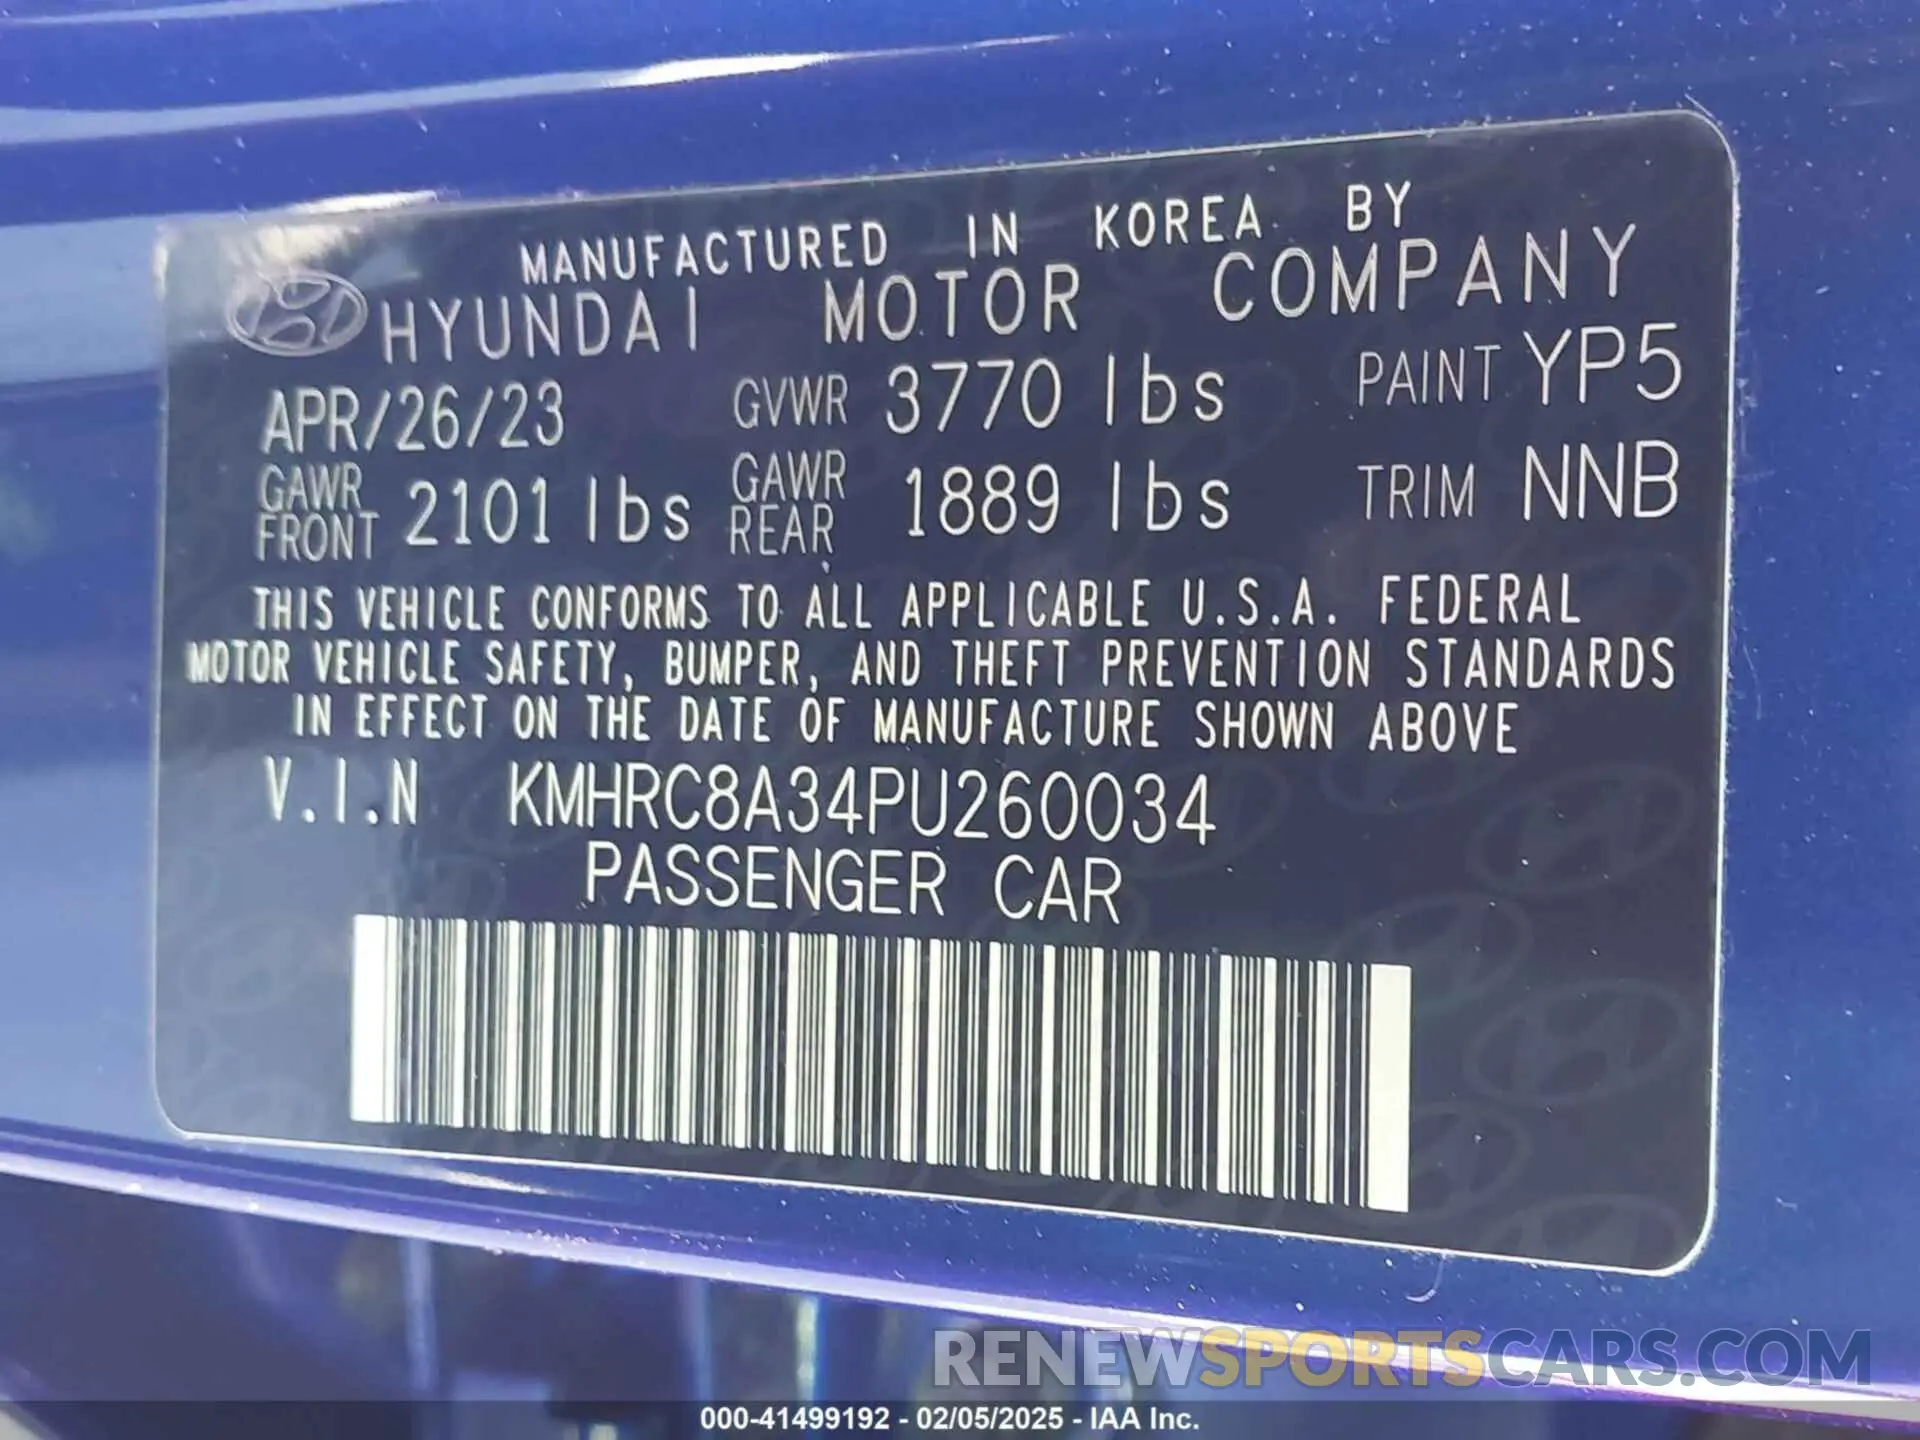 MANUFACTURED IN KOREA BY
HYUNDAI MOTOR COMPANY
APR/26/23 GVWR 3770 lbs PAINT YP5
GAWR FRONT 2101 lbs GAWR REAR 1889 lbs TRIM NNB
THIS VEHICLE CONFORMS TO ALL APPLICABLE U.S.A. FEDERAL
MOTOR VEHICLE SAFETY, BUMPER, AND THEFT PREVENTION STANDARDS
IN EFFECT ON THE DATE OF MANUFACTURE SHOWN ABOVE
V.I.N KMHRC8A34PU260034
PASSENGER CAR
RENEWSPORTSCARS.COM
000-41499192 - 02/05/2025 - IAA Inc.